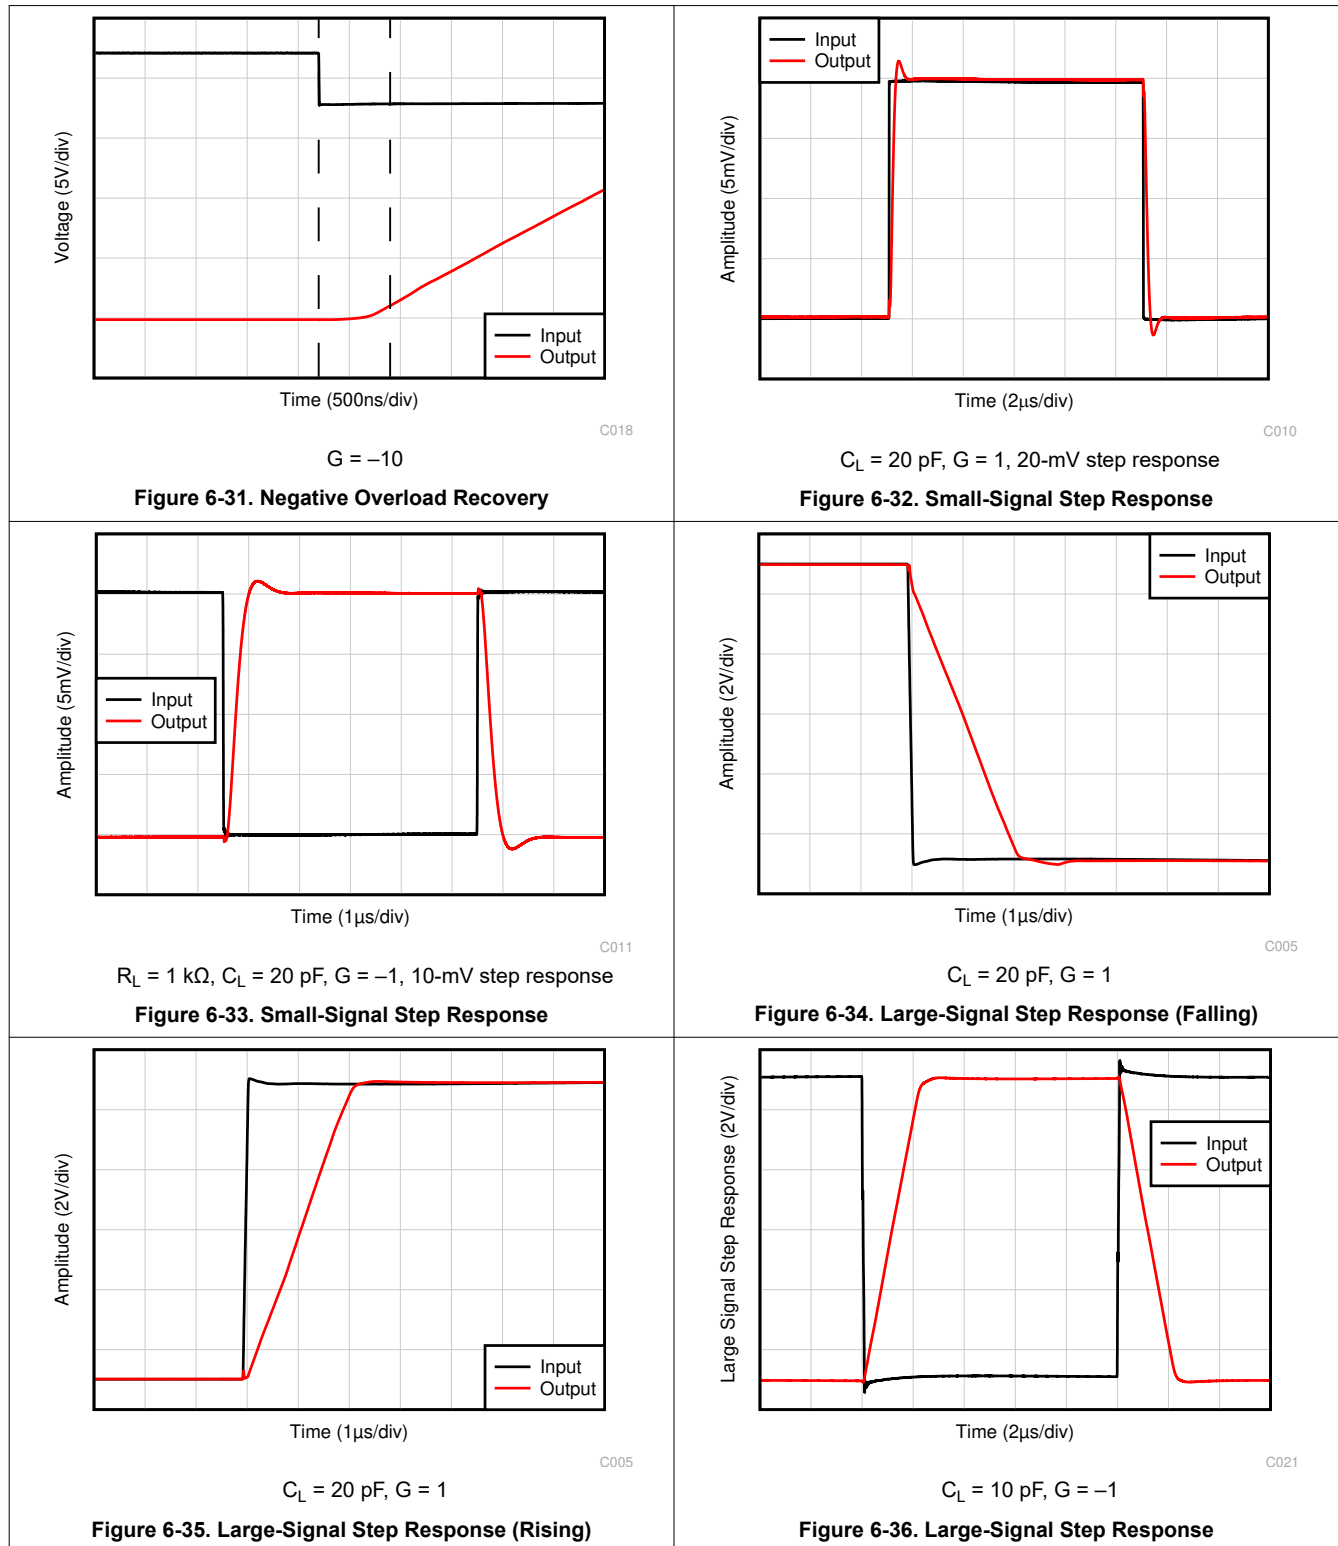 Voltage (5V/div)
Input
Output
Time (500ns/div)
C018
G = –10
Figure 6-31. Negative Overload Recovery
Input
Output
Amplitude (5mV/div)
Time (2μs/div)
C010
CL = 20 pF, G = 1, 20-mV step response
Figure 6-32. Small-Signal Step Response
Amplitude (5mV/div)
Input
Output
Time (1μs/div)
C011
RL = 1 kΩ, CL = 20 pF, G = –1, 10-mV step response
Figure 6-33. Small-Signal Step Response
Input
Output
Amplitude (2V/div)
Time (1μs/div)
C005
CL = 20 pF, G = 1
Figure 6-34. Large-Signal Step Response (Falling)
Amplitude (2V/div)
Input
Output
Time (1μs/div)
C005
CL = 20 pF, G = 1
Figure 6-35. Large-Signal Step Response (Rising)
Large Signal Step Response (2V/div)
Input
Output
Time (2μs/div)
C021
CL = 10 pF, G = –1
Figure 6-36. Large-Signal Step Response